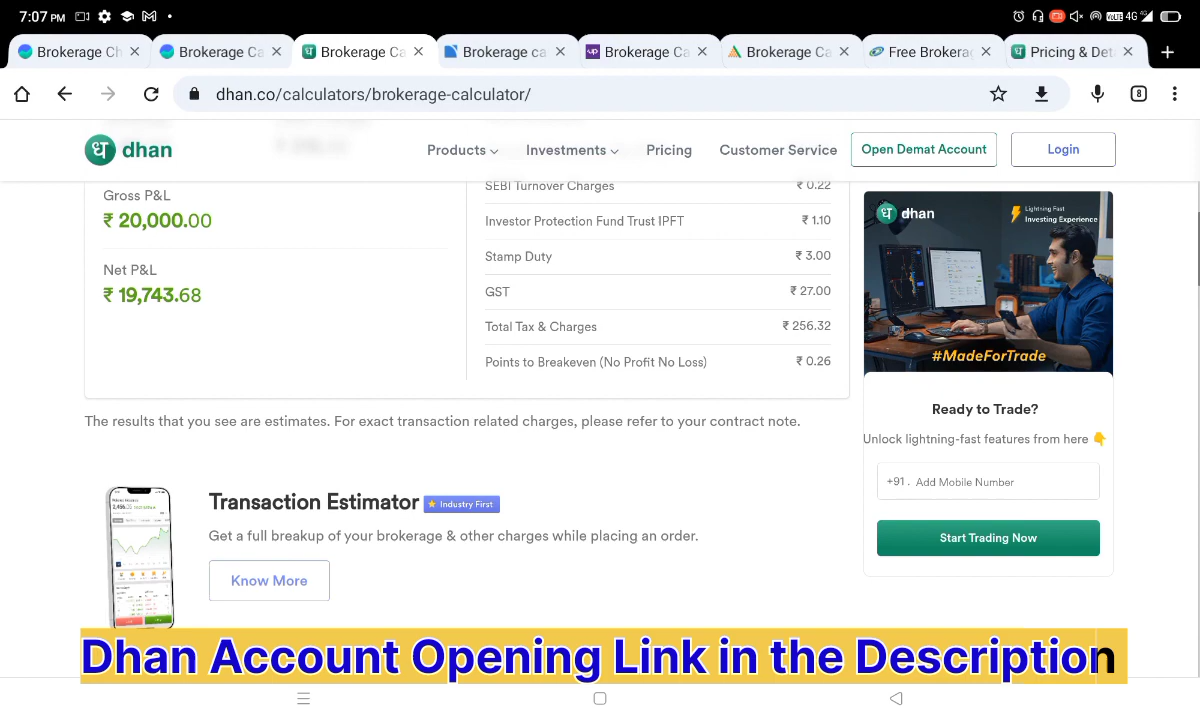 7:07 PM
VoLTE 4G
Brokerage Ch
Brokerage Ca
Brokerage Ca
Brokerage ca
Brokerage Ca
Brokerage Ca
Free Brokerag
Pricing & Det
dhan.co/calculators/brokerage-calculator/
8
ध dhan
Products
Investments
Pricing
Customer Service
Open Demat Account
Login
Gross P&L
₹ 20,000.00
Net P&L
₹ 19,743.68
SEBI Turnover Charges ₹ 0.22
Investor Protection Fund Trust IPFT ₹ 1.10
Stamp Duty ₹ 3.00
GST ₹ 27.00
Total Tax & Charges ₹ 256.32
Points to Breakeven (No Profit No Loss) ₹ 0.26
The results that you see are estimates. For exact transaction related charges, please refer to your contract note.
ध dhan
Lightning Fast
Investing Experience
#MadeForTrade
Ready to Trade?
Unlock lightning-fast features from here 👇
+91 . Add Mobile Number
Start Trading Now
Transaction Estimator
Industry First
Get a full breakup of your brokerage & other charges while placing an order.
Know More
Dhan Account Opening Link in the Description